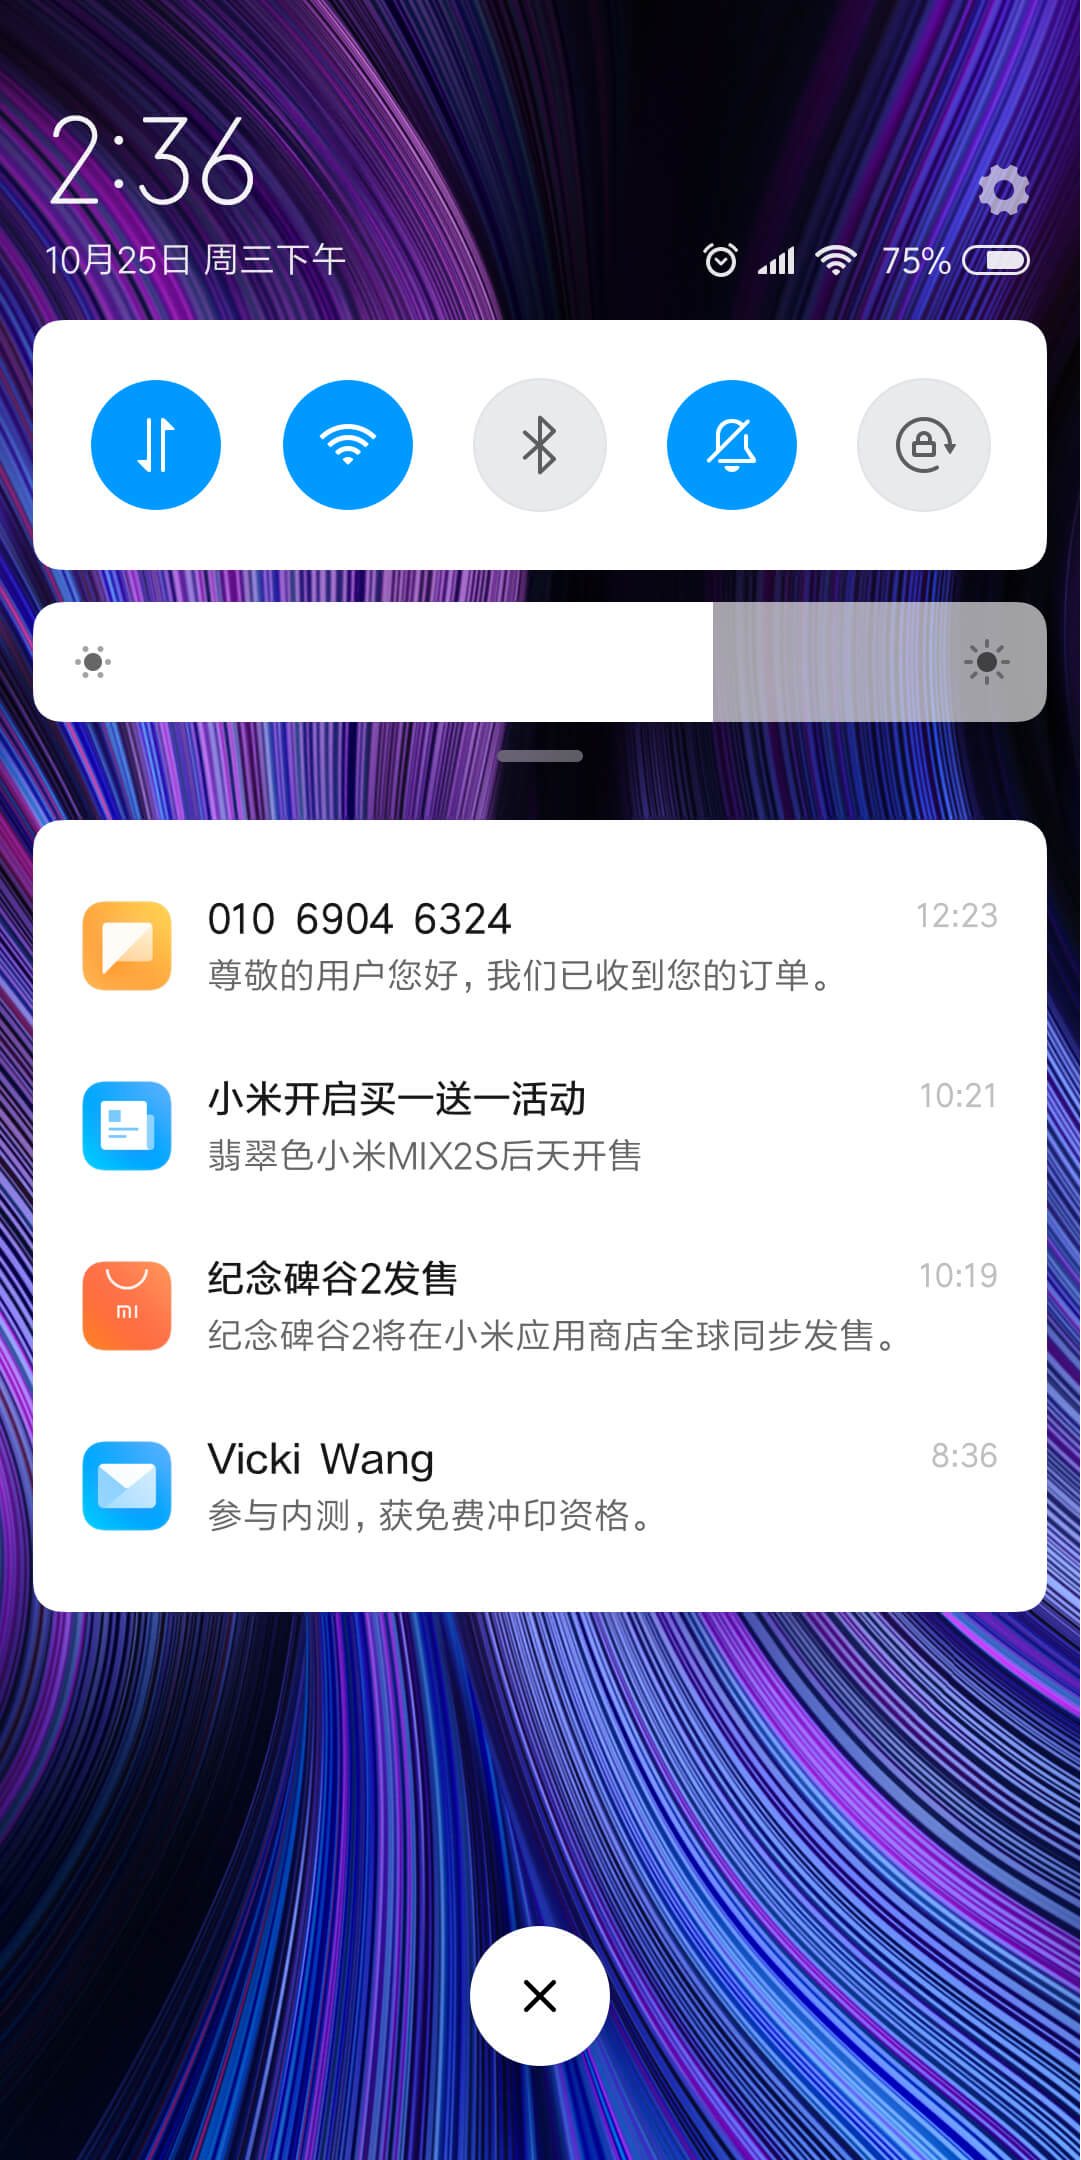 2:36
10月25日 周三下午
75%
010 6904 6324
12:23
尊敬的用户您好, 我们已收到您的订单。
小米开启买一送一活动
10:21
翡翠色小米MIX2S后天开售
纪念碑谷2发售
10:19
MI
纪念碑谷2将在小米应用商店全球同步发售。
Vicki Wang
8:36
参与内测, 获免费冲印资格。